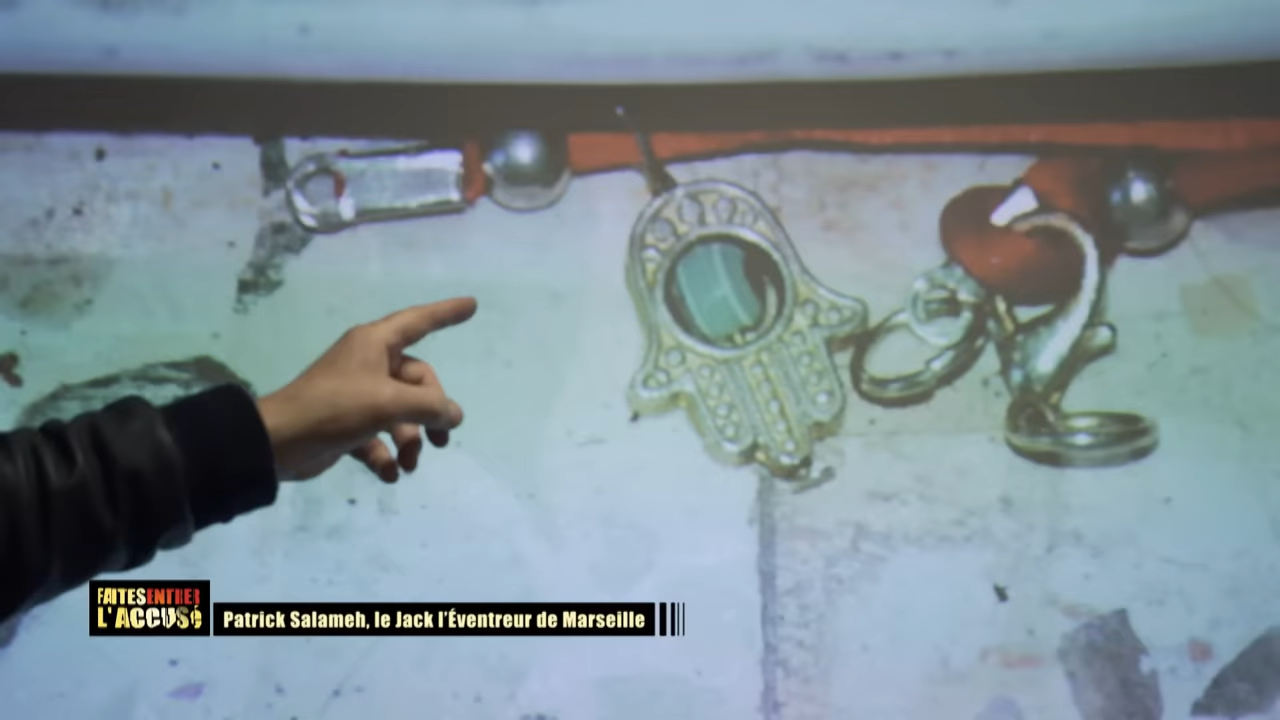 FAITES ENTRER
L'ACCUSÉ
Patrick Salameh, le Jack l'Éventreur de Marseille